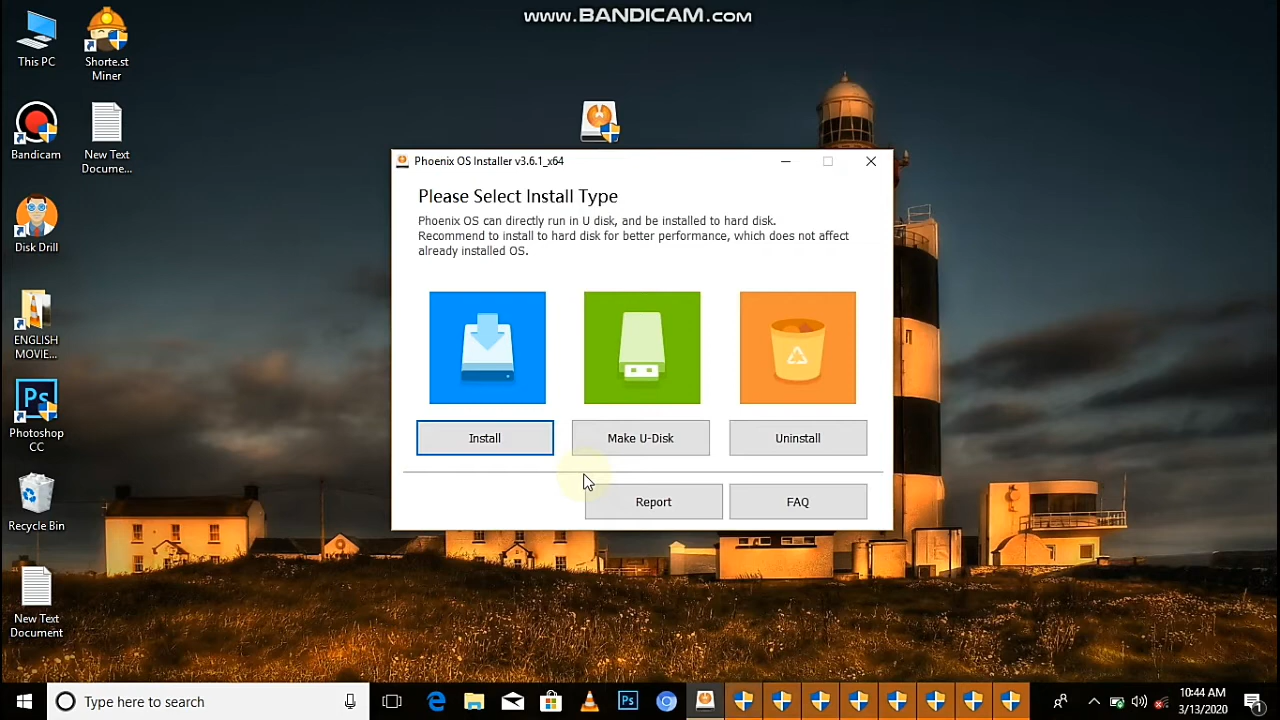 www.BANDICAM.com
This PC
Shorte.st
Miner
Bandicam
New Text
Docume...
Disk Drill
ENGLISH
MOVIE...
Ps
Photoshop
CC
Recycle Bin
New Text
Document
Phoenix OS Installer v3.6.1_x64
Please Select Install Type
Phoenix OS can directly run in U disk, and be installed to hard disk.
Recommend to install to hard disk for better performance, which does not affect
already installed OS.
Install
Make U-Disk
Uninstall
Report
FAQ
Type here to search
Ps
10:44 AM
3/13/2020
1